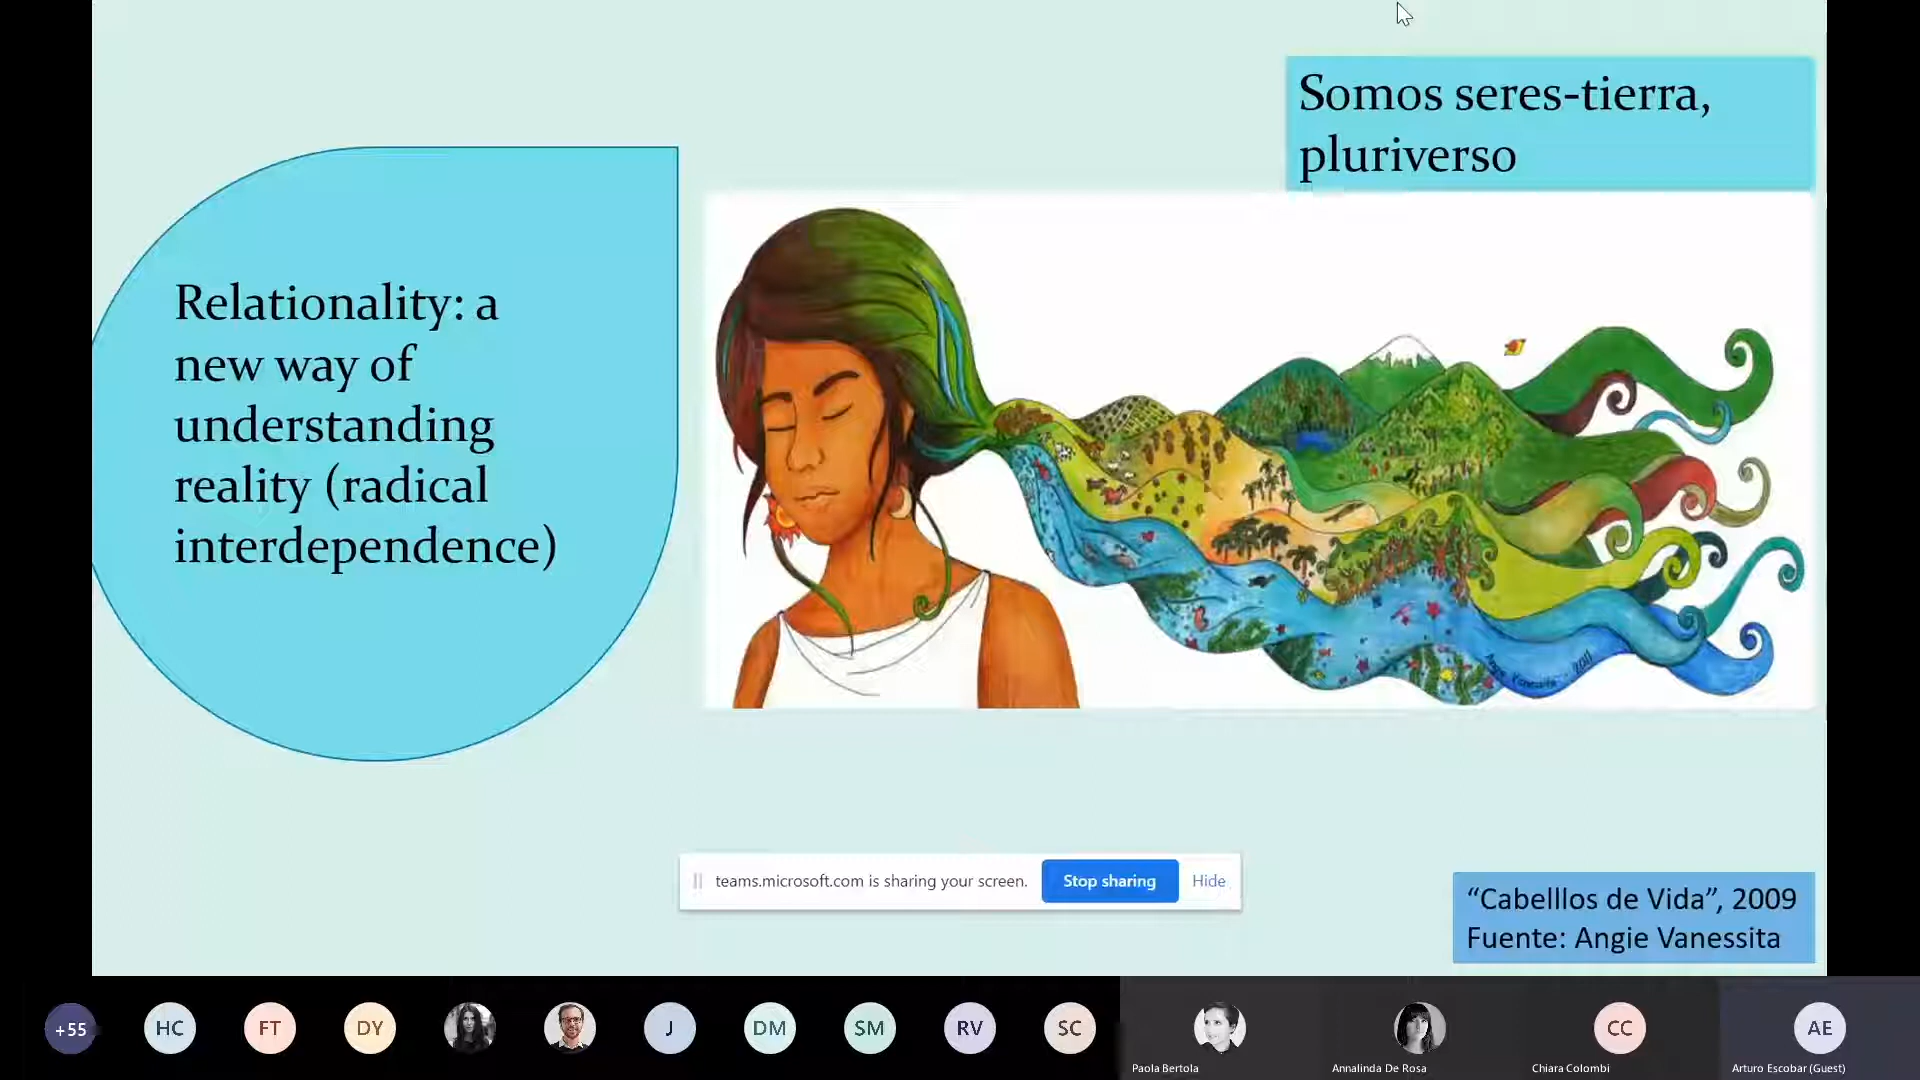 Somos seres-tierra,
pluriverso
Relationality: a
new way of
understanding
reality (radical
interdependence)
teams.microsoft.com is sharing your screen.
Stop sharing
Hide
“Cabelllos de Vida”, 2009
Fuente: Angie Vanessita
+55
HC
FT
DY
J
DM
SM
RV
SC
CC
AE
Paola Bertola
Annalinda De Rosa
Chiara Colombi
Arturo Escobar (Guest)